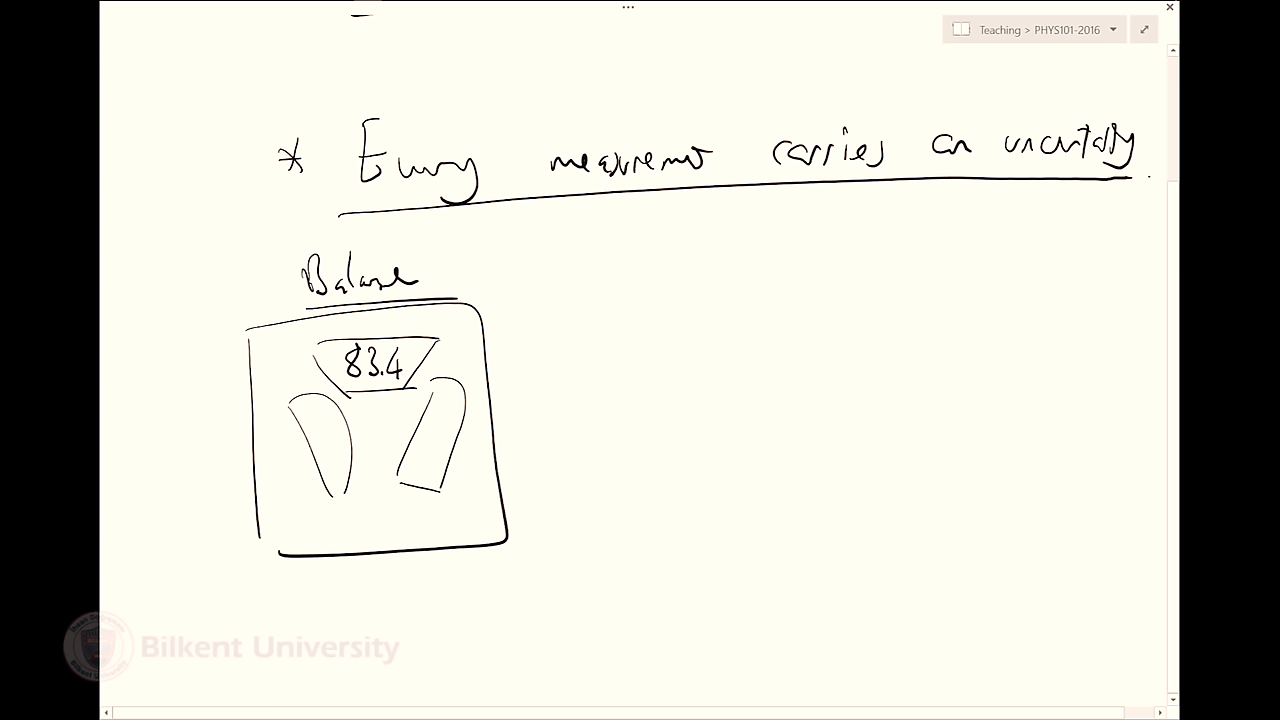 Teaching > PHYS101-2016
* Every measurement carries an uncertainty.
Balance
83.4
Bilkent University